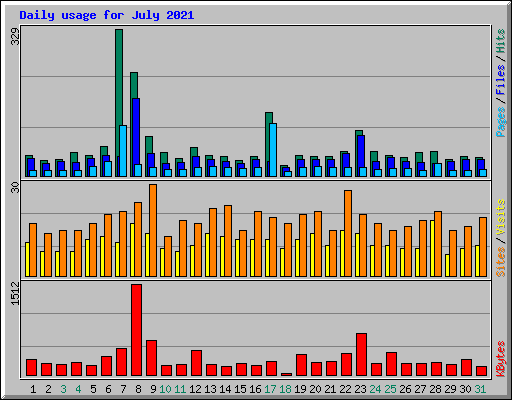 Daily usage for July 2021
329
Pages / Files / Hits
30
Sites / Visits
1512
KBytes
1 2 3 4 5 6 7 8 9 10 11 12 13 14 15 16 17 18 19 20 21 22 23 24 25 26 27 28 29 30 31